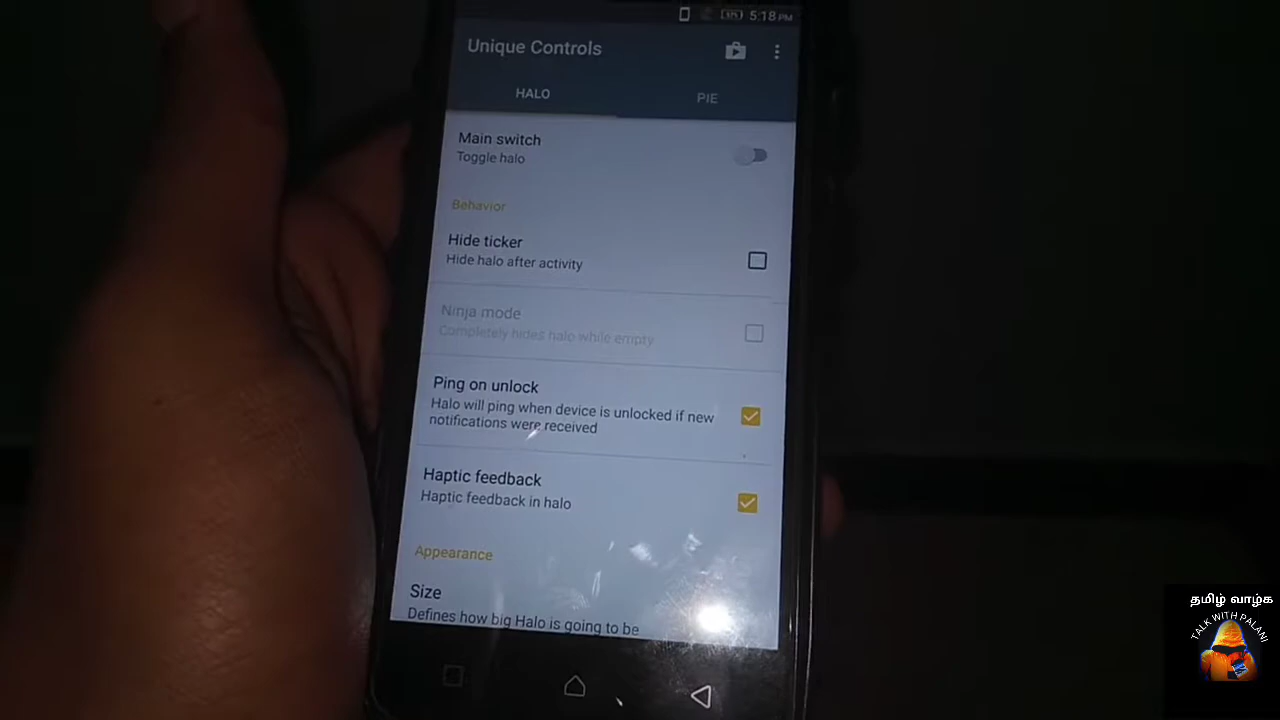 5:18 PM
Unique Controls
HALO
PIE
Main switch
Toggle halo
Behavior
Hide ticker
Hide halo after activity
Ninja mode
Completely hides halo while empty
Ping on unlock
Halo will ping when device is unlocked if new
notifications were received
Haptic feedback
Haptic feedback in halo
Appearance
Size
Defines how big Halo is going to be
தமிழ் வாழ்க
TALK WITH PALANI